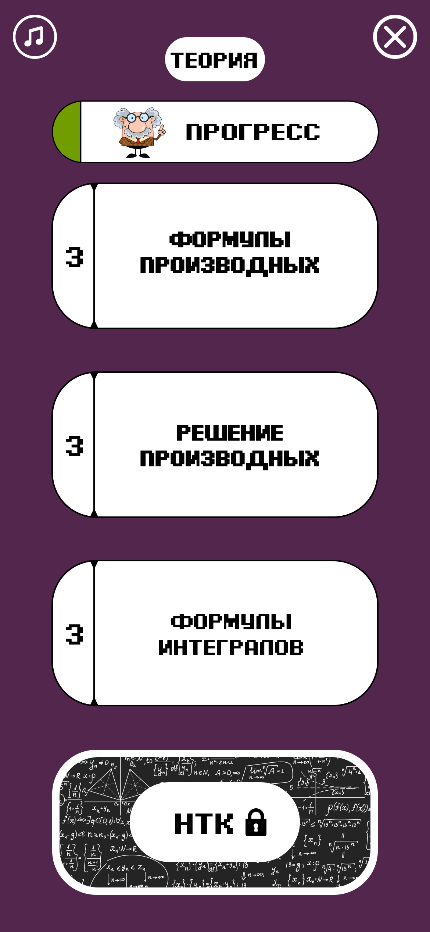 ТЕОРИЯ
ПРОГРЕСС
3
ФОРМУЛЫ
ПРОИЗВОДНЫХ
3
РЕШЕНИЕ
ПРОИЗВОДНЫХ
3
ФОРМУЛЫ
ИНТЕГРАЛОВ
НТК